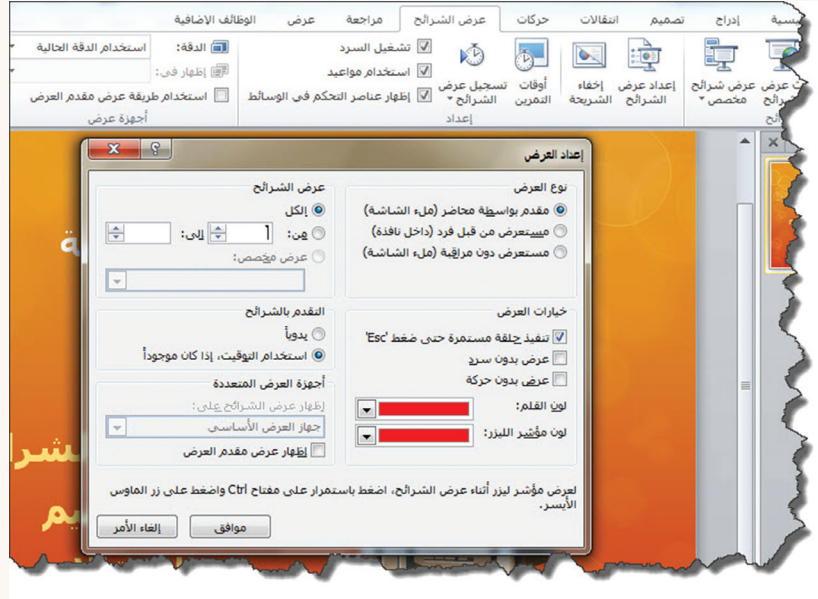 إدراج تصميم انتقالات حركات عرض الشرائح مراجعة عرض الوظائف الإضافية
عرض شرائح مخصص
إعداد عرض الشرائح
إخفاء الشريحة
أوقات التمرين
تسجيل عرض الشرائح
تشغيل السرد
استخدام مواعيد
إظهار عناصر التحكم في الوسائط
إعداد
الدقة: استخدام الدقة الحالية
إظهار في:
استخدام طريقة عرض مقدم العرض
أجهزة عرض
إعداد العرض
نوع العرض
مقدم بواسطة محاضر (ملء الشاشة)
مستعرض من قبل فرد (داخل نافذة)
مستعرض دون مراقبة (ملء الشاشة)
عرض الشرائح
الكل
من: 1 إلى:
عرض مخصص:
خيارات العرض
تنفيذ حلقة مستمرة حتى ضغط 'Esc'
عرض بدون سرد
عرض بدون حركة
لون القلم:
لون مؤشر الليزر:
التقدم بالشرائح
يدوياً
استخدام التوقيت، إذا كان موجوداً
أجهزة العرض المتعددة
إظهار عرض الشرائح على:
جهاز العرض الأساسي
إظهار عرض مقدم العرض
لعرض مؤشر ليزر أثناء عرض الشرائح، اضغط باستمرار على مفتاح Ctrl واضغط على زر الماوس
الأيسر.
موافق إلغاء الأمر